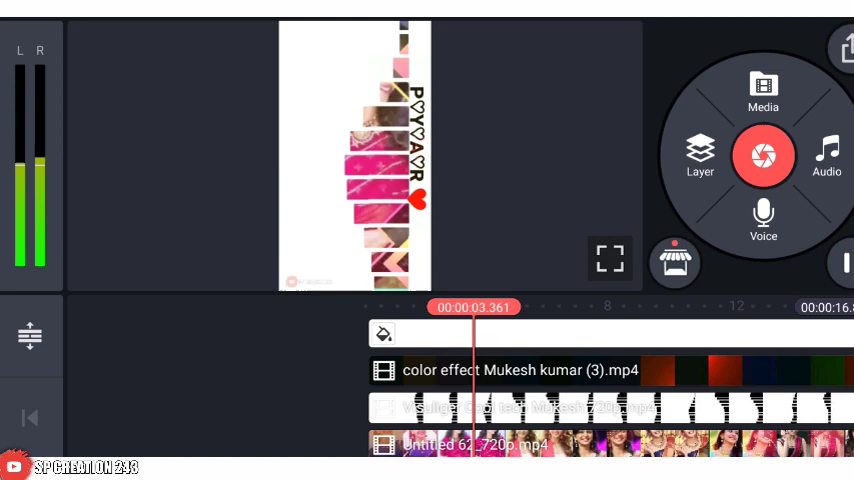 L R
P♡Y♡A♡R
Media
Layer
Audio
Voice
00:00:03.361
8
12
00:00:16.8
color effect Mukesh kumar (3).mp4
Untitled 62_720p.mp4
SP CREATION 243